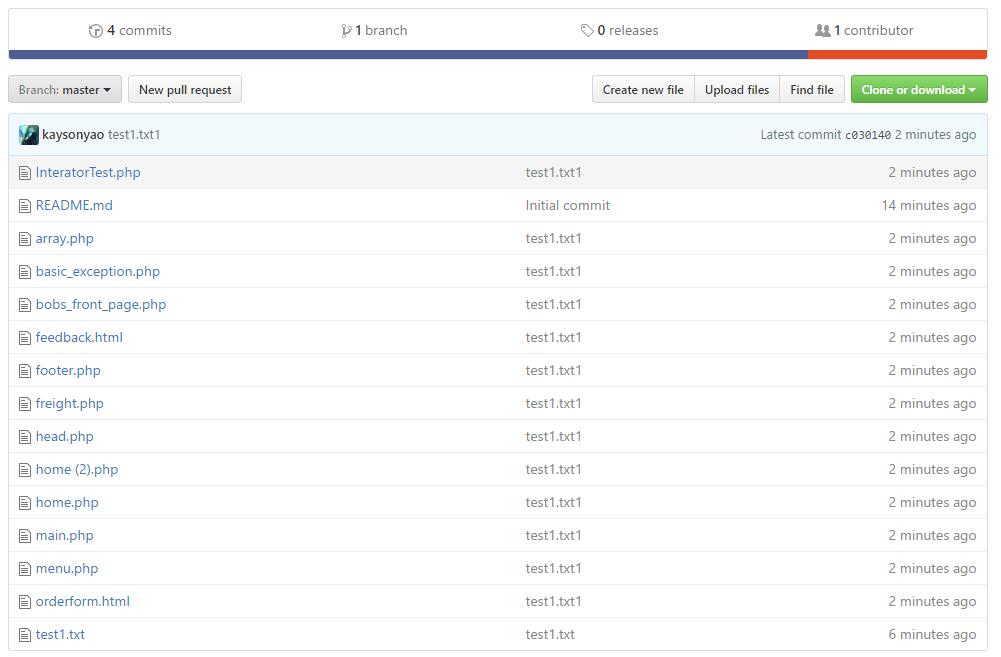 4 commits 1 branch 0 releases 1 contributor
Branch: master New pull request Create new file Upload files Find file Clone or download
kaysonyao test1.txt1 Latest commit c030140 2 minutes ago
InteratorTest.php test1.txt1 2 minutes ago
README.md Initial commit 14 minutes ago
array.php test1.txt1 2 minutes ago
basic_exception.php test1.txt1 2 minutes ago
bobs_front_page.php test1.txt1 2 minutes ago
feedback.html test1.txt1 2 minutes ago
footer.php test1.txt1 2 minutes ago
freight.php test1.txt1 2 minutes ago
head.php test1.txt1 2 minutes ago
home (2).php test1.txt1 2 minutes ago
home.php test1.txt1 2 minutes ago
main.php test1.txt1 2 minutes ago
menu.php test1.txt1 2 minutes ago
orderform.html test1.txt1 2 minutes ago
test1.txt test1.txt 6 minutes ago